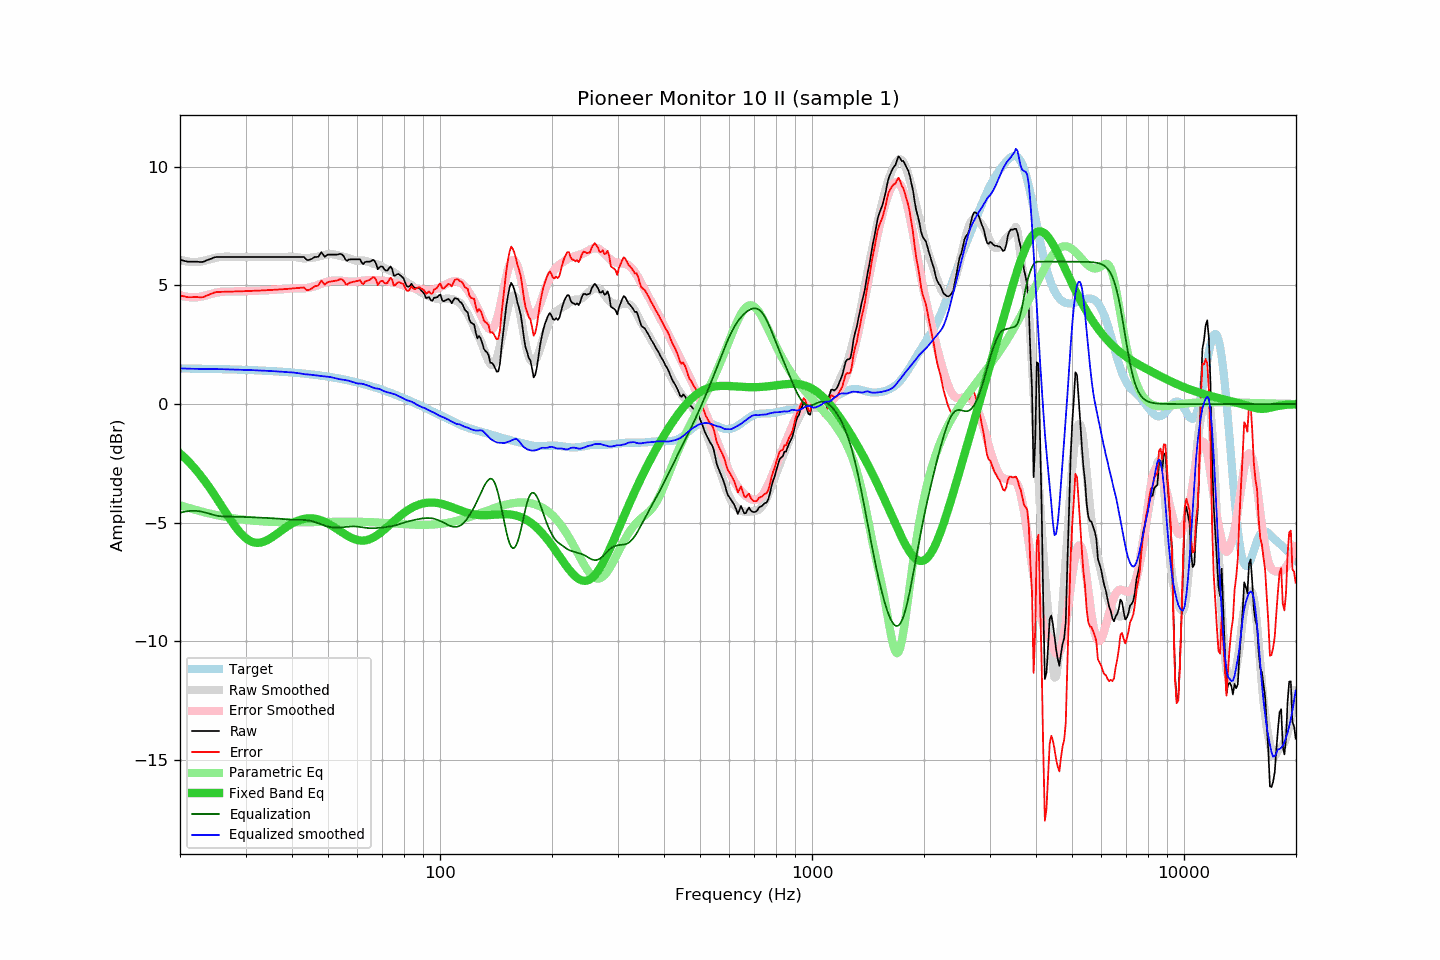 Pioneer Monitor 10 II (sample 1)
10
5
0
−5
−10
−15
Amplitude (dBr)
Target
Raw Smoothed
Error Smoothed
Raw
Error
Parametric Eq
Fixed Band Eq
Equalization
Equalized smoothed
100
1000
10000
Frequency (Hz)